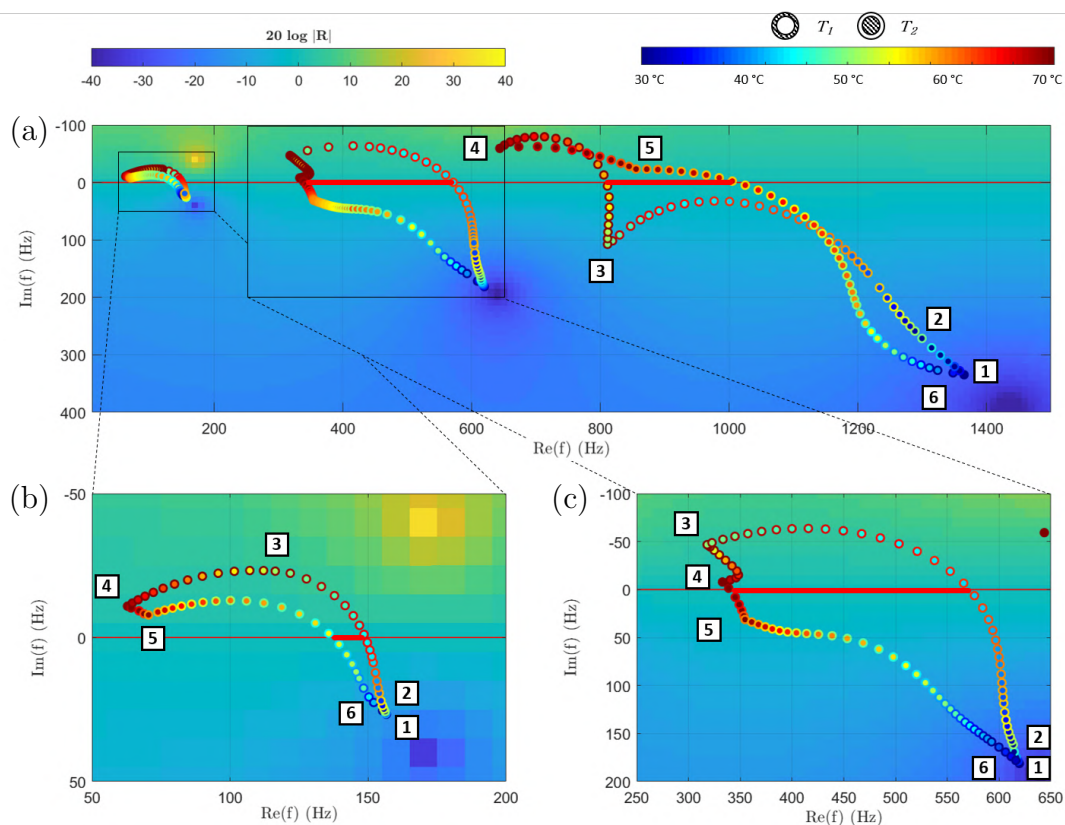 20 log |R|
-40 -30 -20 -10 0 10 20 30 40
T1 T2
30 °C 40 °C 50 °C 60 °C 70 °C
(a)
-100
0
100
200
300
400
Im(f) (Hz)
4 5
3
2
1
6
200 400 600 800 1000 1200 1400
Re(f) (Hz)
(b)
-50
0
50
Im(f) (Hz)
3
4
5
2
6
1
50 100 150 200
Re(f) (Hz)
(c)
-100
-50
0
50
100
150
200
Im(f) (Hz)
3
4
5
2
6 1
250 300 350 400 450 500 550 600 650
Re(f) (Hz)